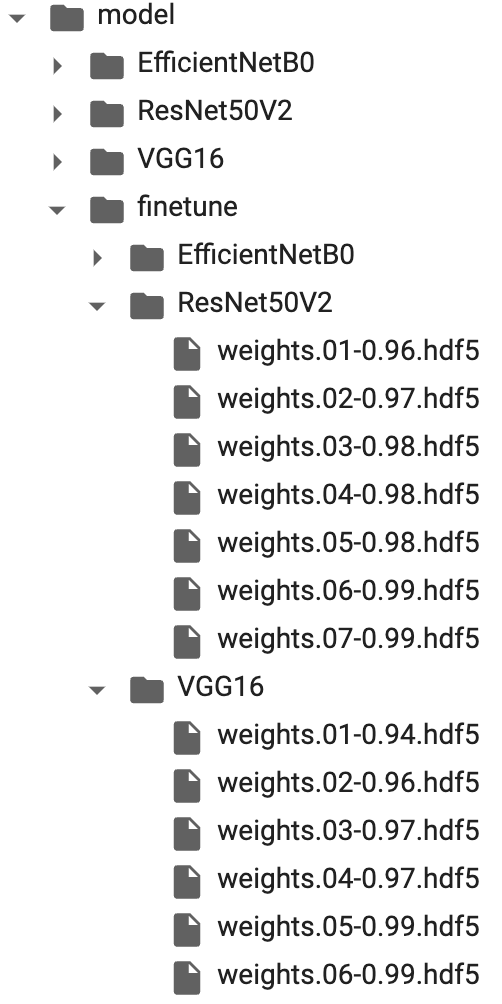 model
EfficientNetB0
ResNet50V2
VGG16
finetune
EfficientNetB0
ResNet50V2
weights.01-0.96.hdf5
weights.02-0.97.hdf5
weights.03-0.98.hdf5
weights.04-0.98.hdf5
weights.05-0.98.hdf5
weights.06-0.99.hdf5
weights.07-0.99.hdf5
VGG16
weights.01-0.94.hdf5
weights.02-0.96.hdf5
weights.03-0.97.hdf5
weights.04-0.97.hdf5
weights.05-0.99.hdf5
weights.06-0.99.hdf5